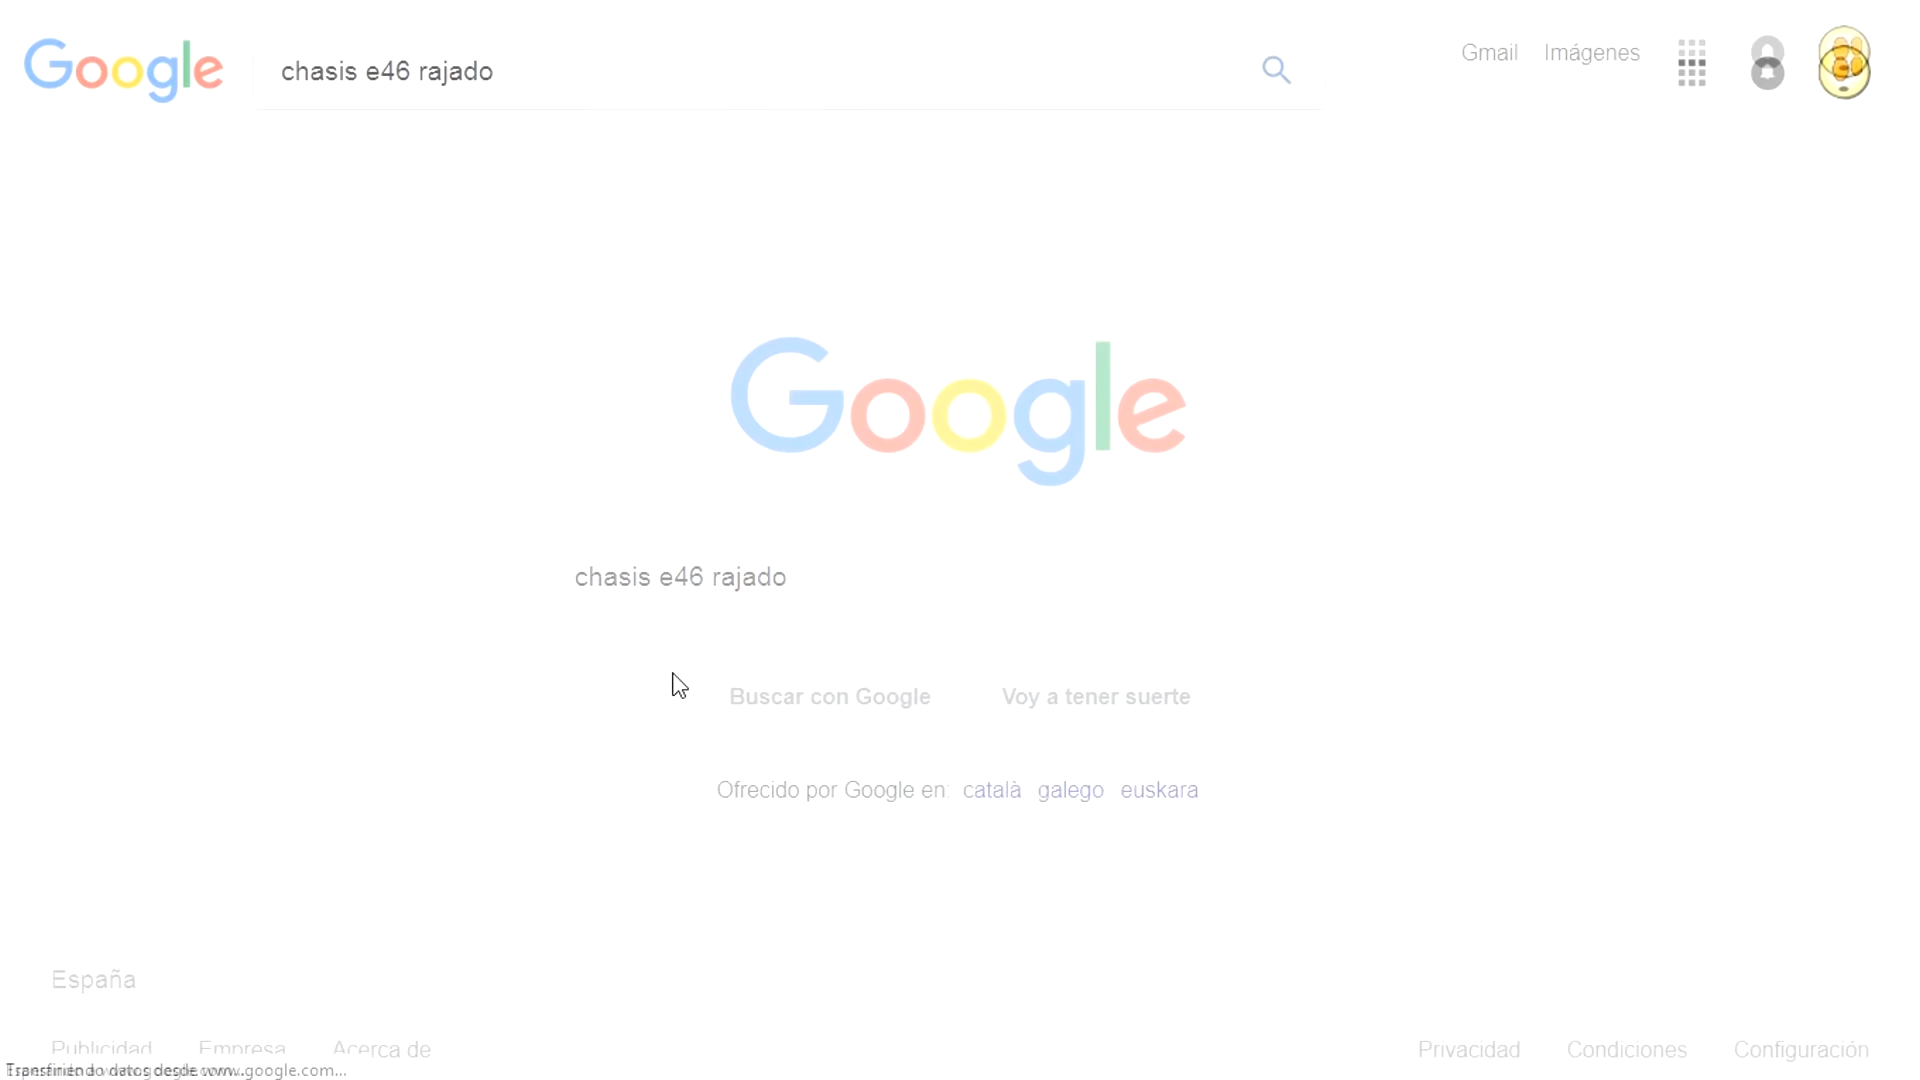 Google chasis e46 rajado Gmail Imágenes
Google
chasis e46 rajado
Buscar con Google Voy a tener suerte
Ofrecido por Google en: català galego euskara
España
Publicidad Empresa Acerca de Privacidad Condiciones Configuración